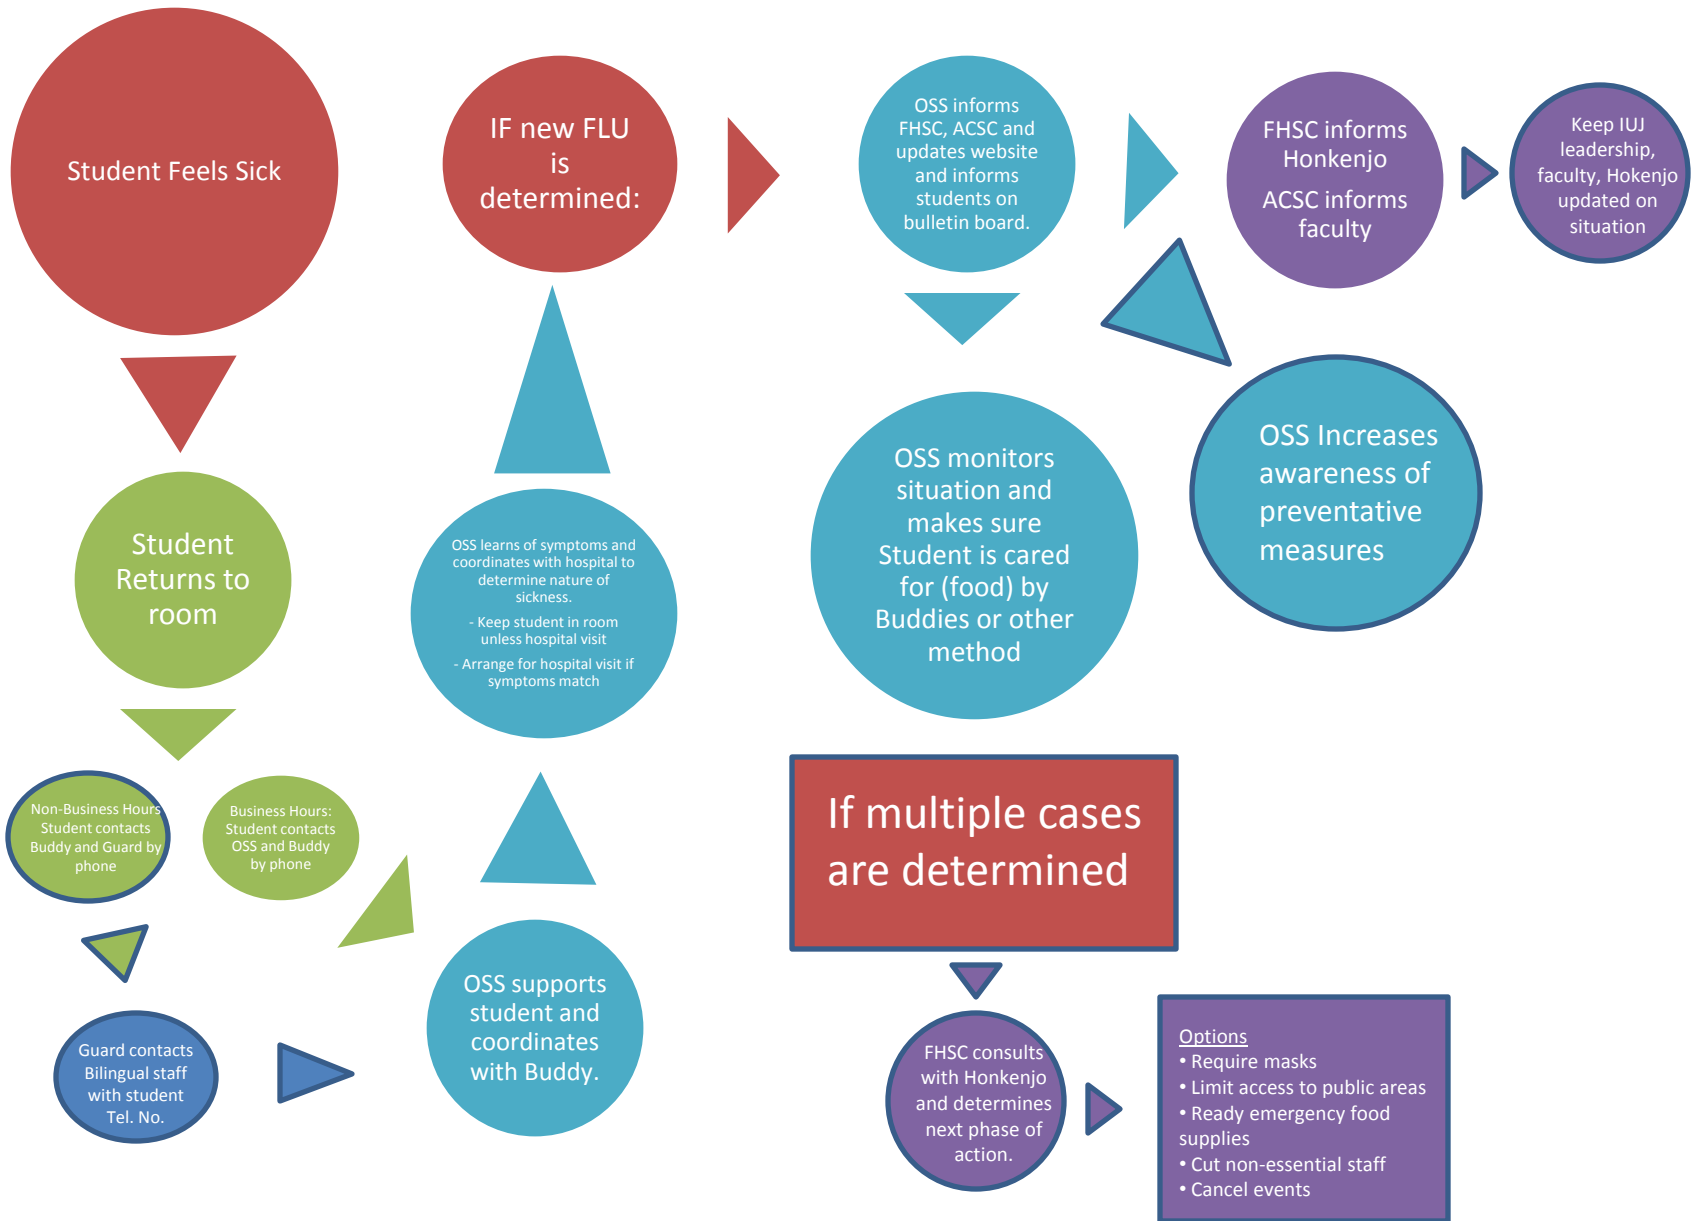 Student Feels Sick
Student
Returns to
room
Non-Business Hours
Student contacts
Buddy and Guard by
phone
Business Hours:
Student contacts
OSS and Buddy
by phone
Guard contacts
Bilingual staff
with student
Tel. No.
OSS supports
student and
coordinates
with Buddy.
OSS learns of symptoms and
coordinates with hospital to
determine nature of
sickness.
- Keep student in room
unless hospital visit
- Arrange for hospital visit if
symptoms match
IF new FLU
is
determined:
OSS informs
FHSC, ACSC and
updates website
and informs
students on
bulletin board.
FHSC informs
Honkenjo
ACSC informs
faculty
Keep IUJ
leadership,
faculty, Hokenjo
updated on
situation
OSS Increases
awareness of
preventative
measures
OSS monitors
situation and
makes sure
Student is cared
for (food) by
Buddies or other
method
If multiple cases
are determined
FHSC consults
with Honkenjo
and determines
next phase of
action.
Options
• Require masks
• Limit access to public areas
• Ready emergency food
supplies
• Cut non-essential staff
• Cancel events